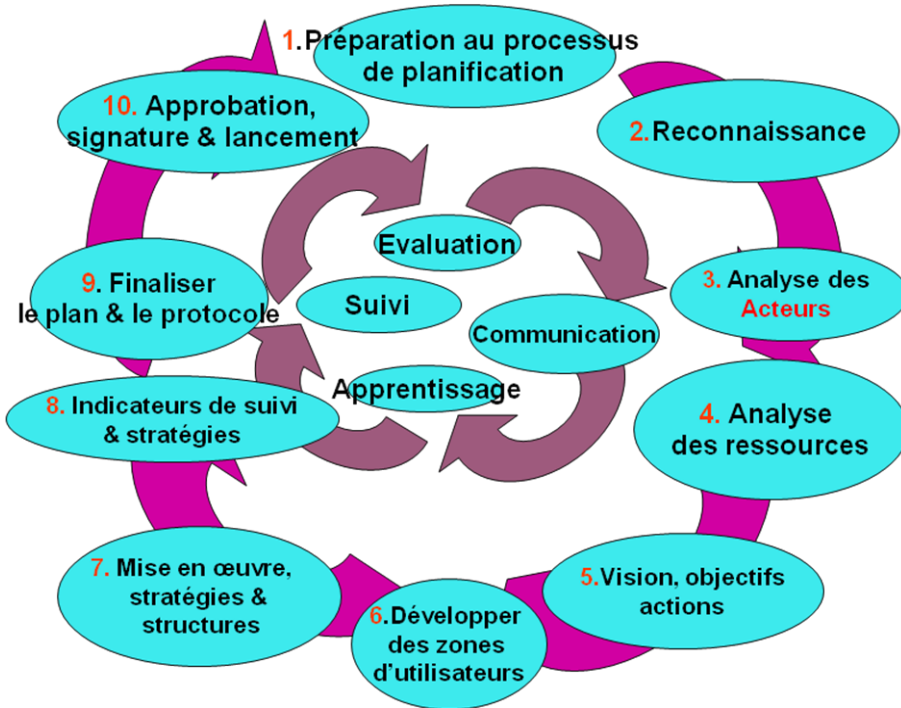 1.Préparation au processus
de planification
2.Reconnaissance
3. Analyse des
Acteurs
4. Analyse
des ressources
5.Vision, objectifs
actions
6.Développer
des zones
d’utilisateurs
7. Mise en œuvre,
stratégies &
structures
8. Indicateurs de suivi
& stratégies
9. Finaliser
le plan & le protocole
10. Approbation,
signature & lancement
Evaluation
Suivi
Communication
Apprentissage